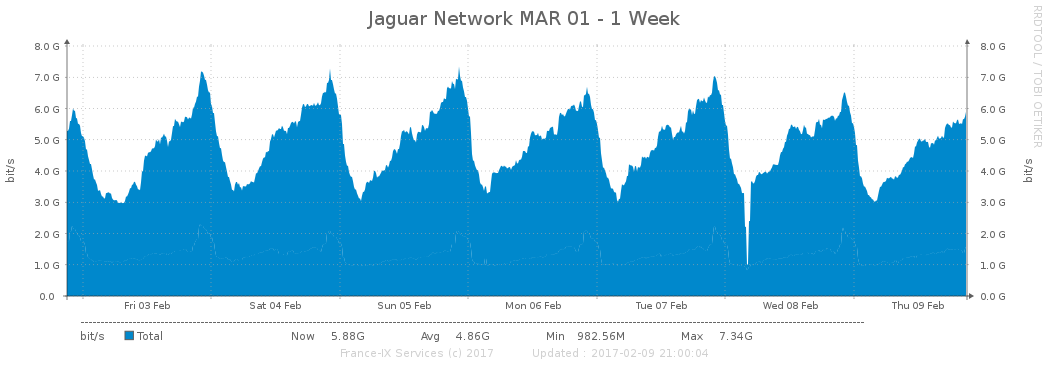 Jaguar Network MAR 01 - 1 Week
RRDTOOL / TOBI OETIKER
bit/s
bit/s
8.0 G 8.0 G
7.0 G 7.0 G
6.0 G 6.0 G
5.0 G 5.0 G
4.0 G 4.0 G
3.0 G 3.0 G
2.0 G 2.0 G
1.0 G 1.0 G
0.0 0.0 G
Fri 03 Feb Sat 04 Feb Sun 05 Feb Mon 06 Feb Tue 07 Feb Wed 08 Feb Thu 09 Feb
bit/s Total Now 5.88G Avg 4.86G Min 982.56M Max 7.34G
France-IX Services (c) 2017 Updated : 2017-02-09 21:00:04